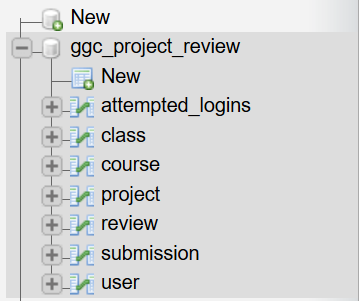 New
ggc_project_review
New
attempted_logins
class
course
project
review
submission
user